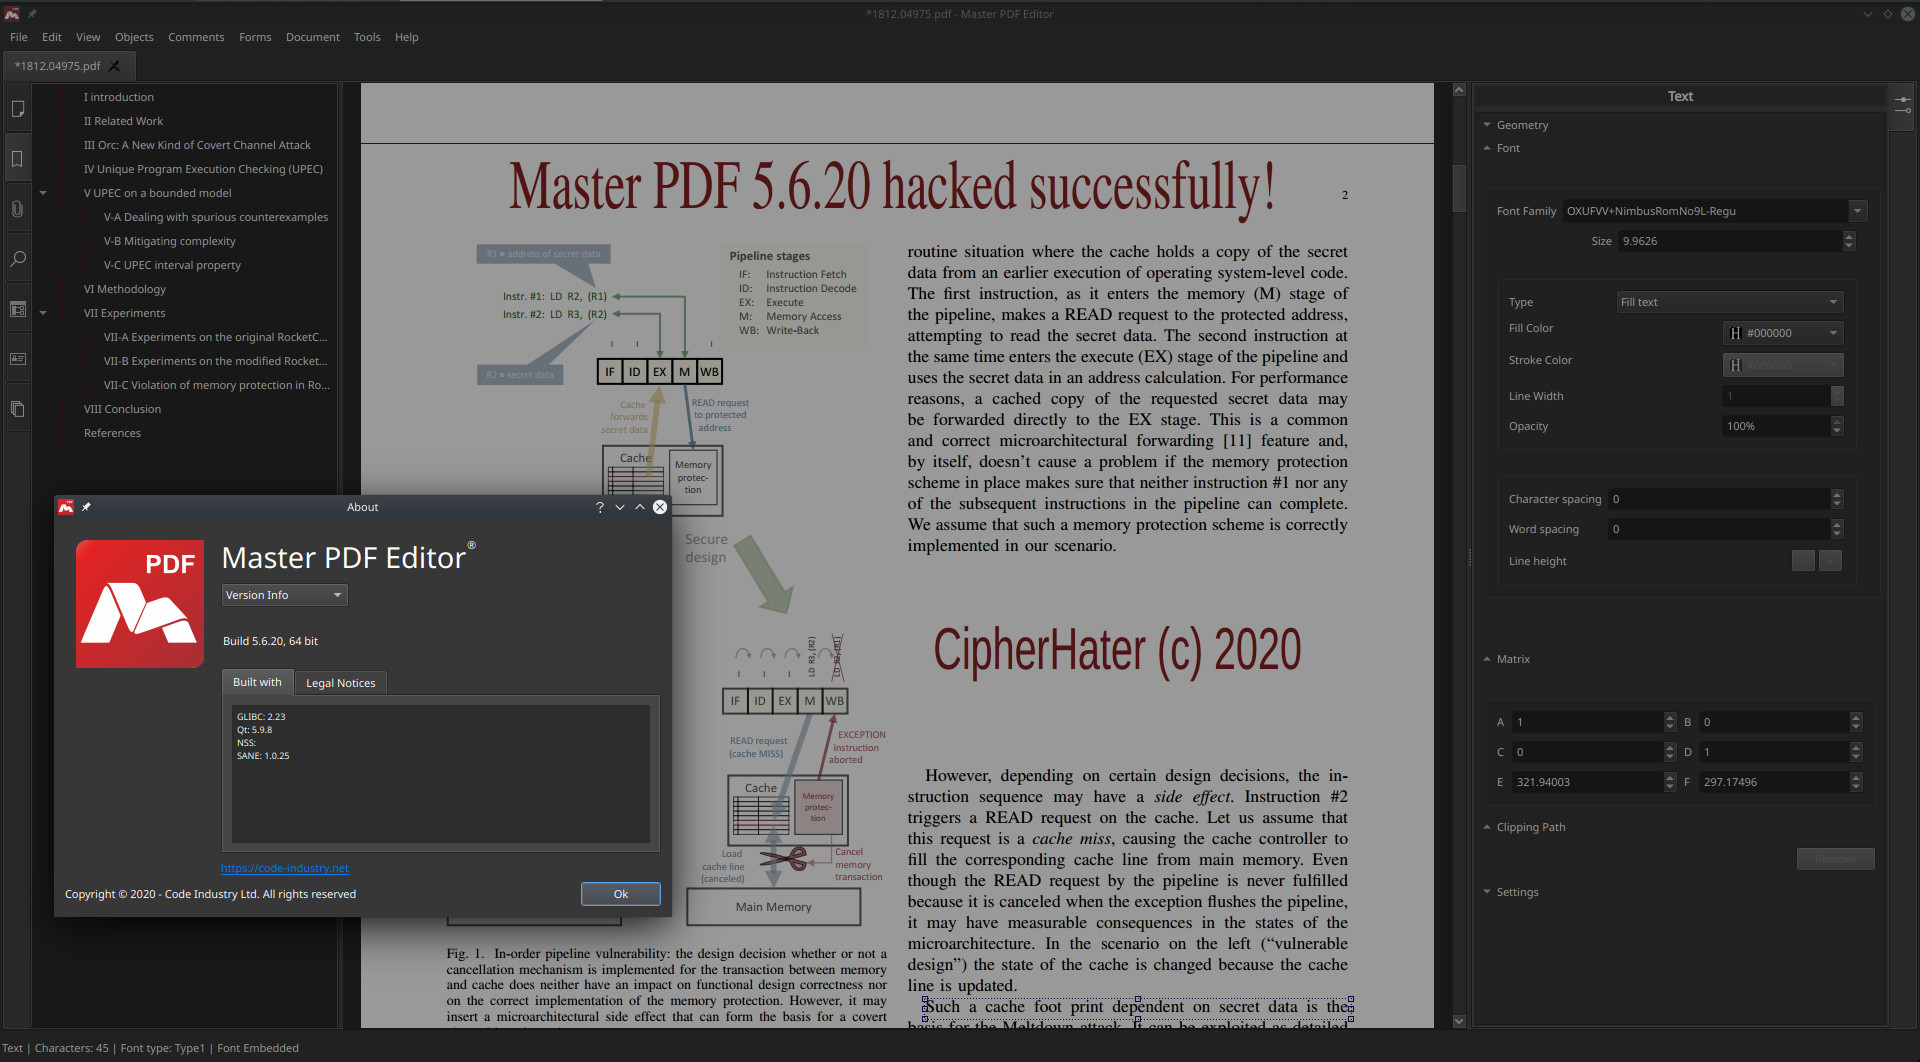 *1812.04975.pdf - Master PDF Editor
File Edit View Objects Comments Forms Document Tools Help
*1812.04975.pdf
I introduction
II Related Work
III Orc: A New Kind of Covert Channel Attack
IV Unique Program Execution Checking (UPEC)
V UPEC on a bounded model
V-A Dealing with spurious counterexamples
V-B Mitigating complexity
V-C UPEC interval property
VI Methodology
VII Experiments
VII-A Experiments on the original RocketC...
VII-B Experiments on the modified Rocket...
VII-C Violation of memory protection in Ro...
VIII Conclusion
References
Master PDF 5.6.20 hacked successfully!
2
R1 = address of secret data
Instr. #1: LD R2, (R1)
Instr. #2: LD R3, (R2)
R2 = secret data
Pipeline stages
IF: Instruction Fetch
ID: Instruction Decode
EX: Execute
M: Memory Access
WB: Write-Back
IF ID EX M WB
Cache
forwards
secret data
READ request
to protected
address
Cache
Memory
protec-
tion
Secure
design
LD R3, (R2)
LD R2, (R1)
IF ID EX M WB
READ request
(cache MISS)
EXCEPTION
instruction
aborted
Cache
Memory
protec-
tion
Load
cache line
(canceled)
Cancel
memory
transaction
Main Memory
Fig. 1. In-order pipeline vulnerability: the design decision whether or not a
cancellation mechanism is implemented for the transaction between memory
and cache does neither have an impact on functional design correctness nor
on the correct implementation of the memory protection. However, it may
insert a microarchitectural side effect that can form the basis for a covert
routine situation where the cache holds a copy of the secret
data from an earlier execution of operating system-level code.
The first instruction, as it enters the memory (M) stage of
the pipeline, makes a READ request to the protected address,
attempting to read the secret data. The second instruction at
the same time enters the execute (EX) stage of the pipeline and
uses the secret data in an address calculation. For performance
reasons, a cached copy of the requested secret data may
be forwarded directly to the EX stage. This is a common
and correct microarchitectural forwarding [11] feature and,
by itself, doesn't cause a problem if the memory protection
scheme in place makes sure that neither instruction #1 nor any
of the subsequent instructions in the pipeline can complete.
We assume that such a memory protection scheme is correctly
implemented in our scenario.
CipherHater (c) 2020
However, depending on certain design decisions, the in-
struction sequence may have a side effect. Instruction #2
triggers a READ request on the cache. Let us assume that
this request is a cache miss, causing the cache controller to
fill the corresponding cache line from main memory. Even
though the READ request by the pipeline is never fulfilled
because it is canceled when the exception flushes the pipeline,
it may have measurable consequences in the states of the
microarchitecture. In the scenario on the left (“vulnerable
design”) the state of the cache is changed because the cache
line is updated.
Such a cache foot print dependent on secret data is the
basis for the Meltdown attack. It can be exploited as detailed
About
PDF
Master PDF Editor®
Version Info
Build 5.6.20, 64 bit
Built with Legal Notices
GLIBC: 2.23
Qt: 5.9.8
NSS:
SANE: 1.0.25
https://code-industry.net
Copyright © 2020 - Code Industry Ltd. All rights reserved
Ok
Text
Geometry
Font
Font Family OXUFVV+NimbusRomNo9L-Regu
Size 9.9626
Type Fill text
Fill Color #000000
Stroke Color #000000
Line Width 1
Opacity 100%
Character spacing 0
Word spacing 0
Line height
Matrix
A 1 B 0
C 0 D 1
E 321.94003 F 297.17496
Clipping Path
Remove
Settings
Text | Characters: 45 | Font type: Type1 | Font Embedded